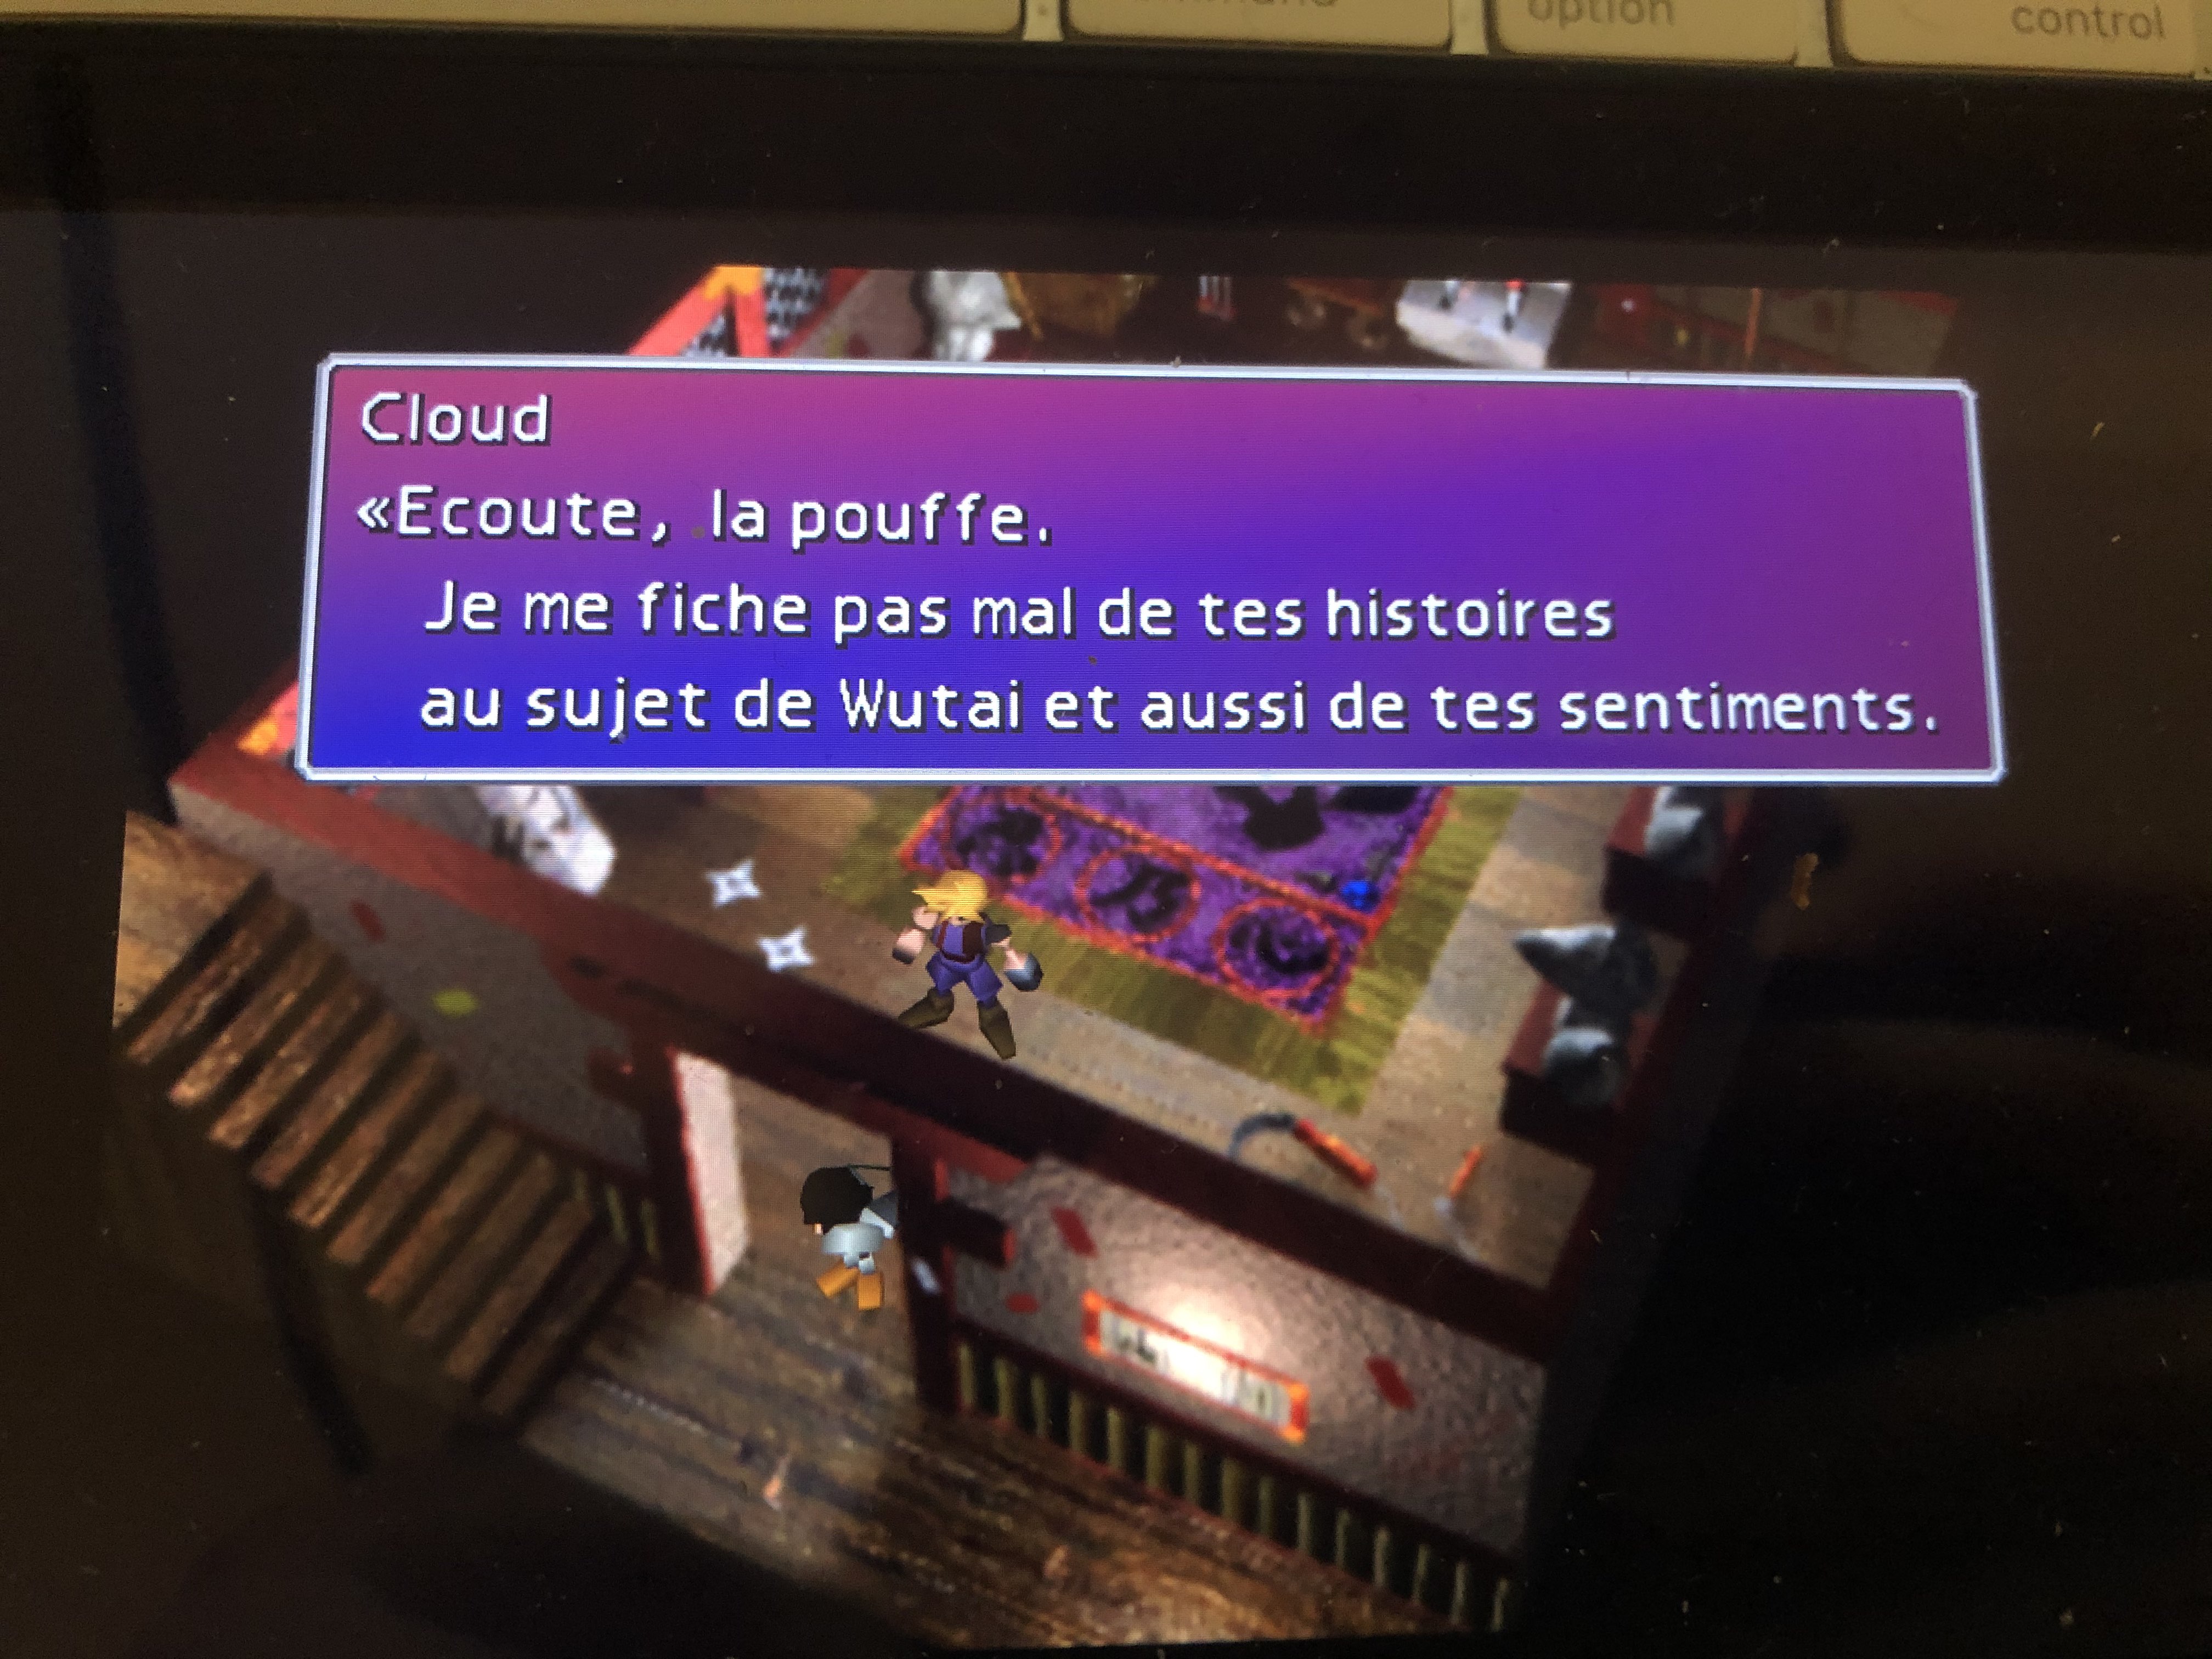 option
control
Cloud
«Ecoute, la pouffe.
Je me fiche pas mal de tes histoires
au sujet de Wutai et aussi de tes sentiments.